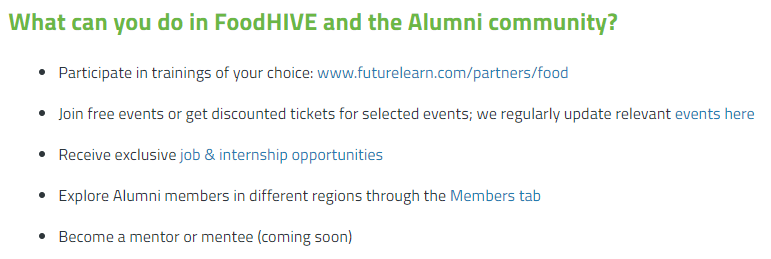 What can you do in FoodHIVE and the Alumni community?
• Participate in trainings of your choice: www.futurelearn.com/partners/food
• Join free events or get discounted tickets for selected events; we regularly update relevant events here
• Receive exclusive job & internship opportunities
• Explore Alumni members in different regions through the Members tab
• Become a mentor or mentee (coming soon)